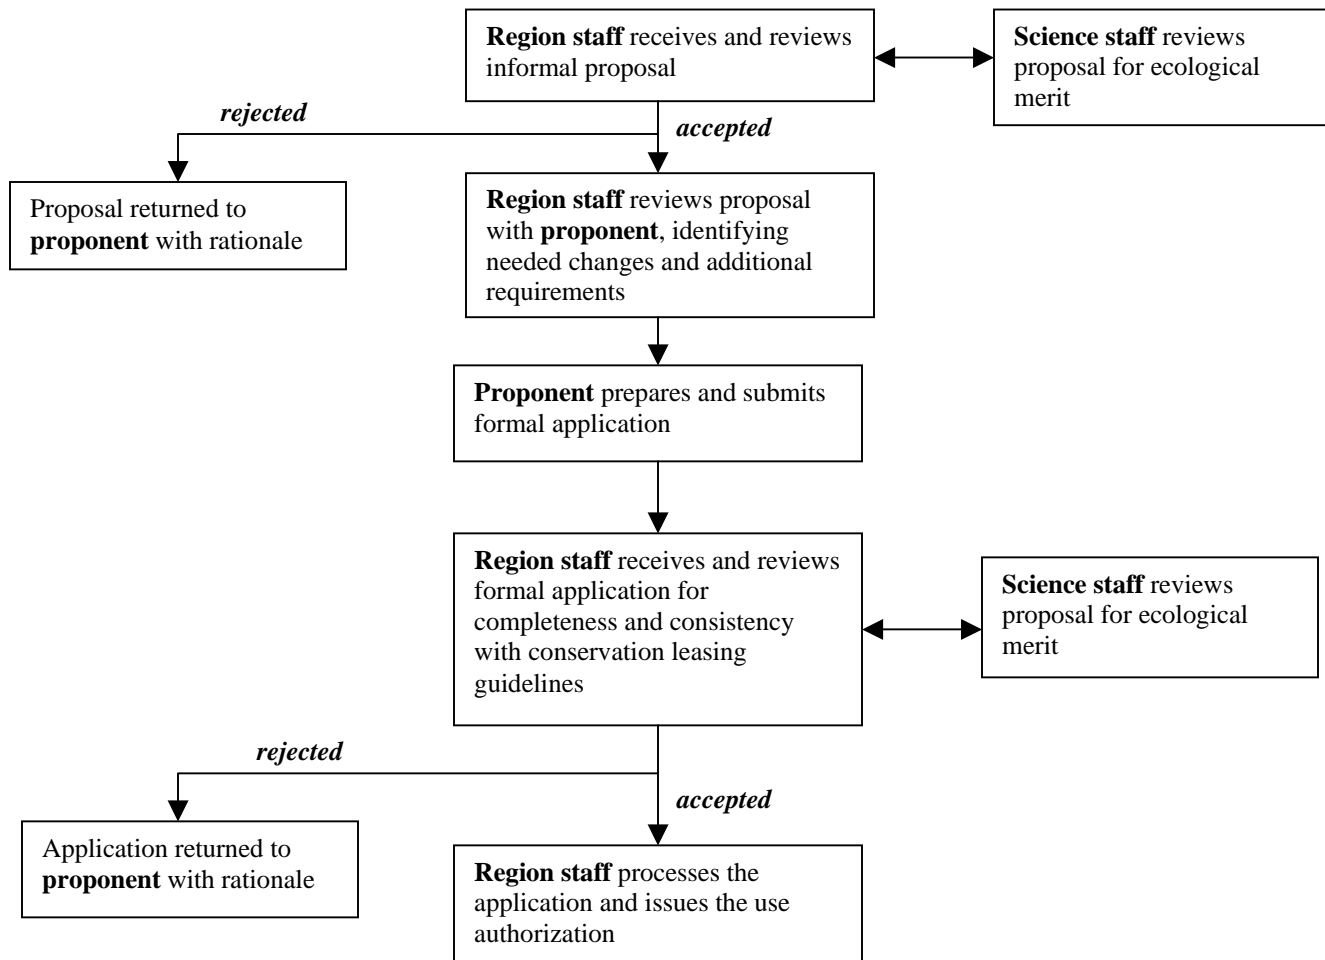 Region staff receives and reviews
informal proposal
Science staff reviews
proposal for ecological
merit
rejected
accepted
Proposal returned to
proponent with rationale
Region staff reviews proposal
with proponent, identifying
needed changes and additional
requirements
Proponent prepares and submits
formal application
Region staff receives and reviews
formal application for
completeness and consistency
with conservation leasing
guidelines
Science staff reviews
proposal for ecological
merit
rejected
accepted
Application returned to
proponent with rationale
Region staff processes the
application and issues the use
authorization